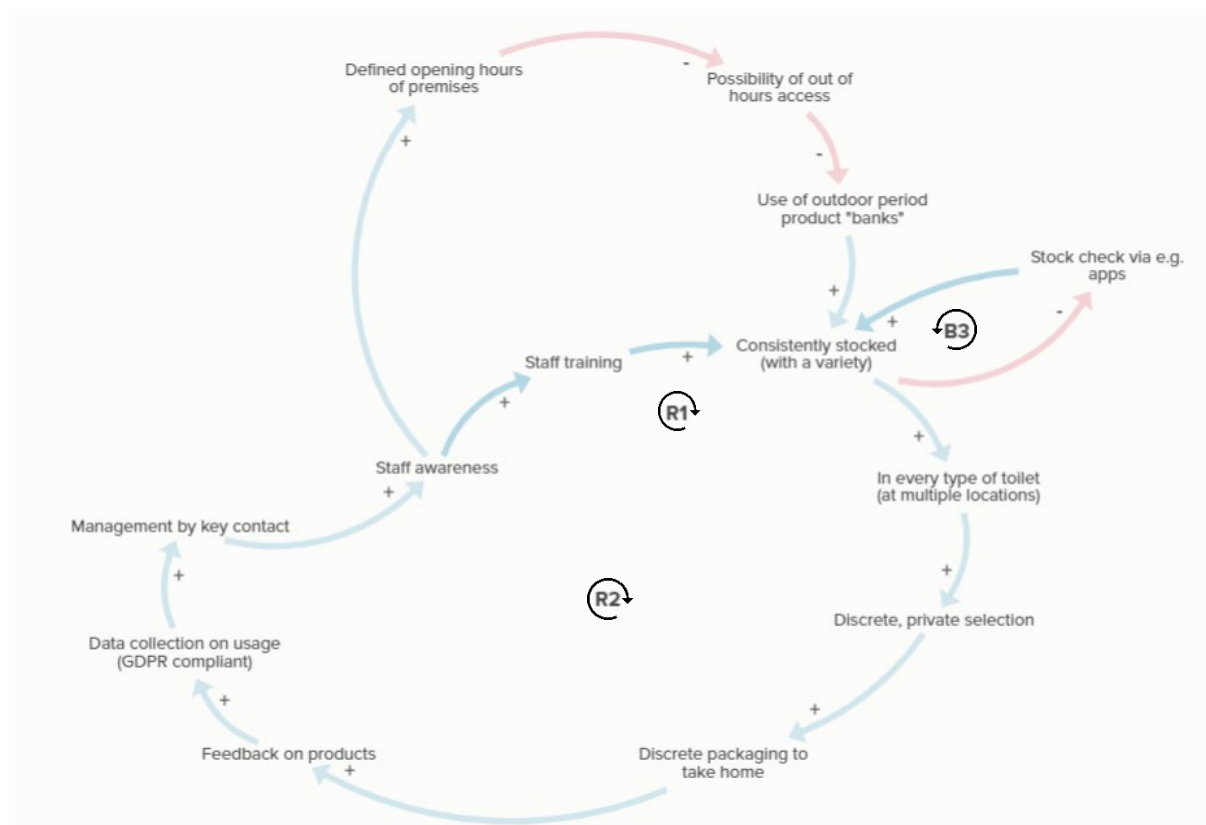 Defined opening hours
of premises
-
Possibility of out of
hours access
+
-
Use of outdoor period
product "banks"
Stock check via e.g.
apps
+
+
-
B3
Consistently stocked
(with a variety)
Staff training
+
R1
+
+
Staff awareness
In every type of toilet
(at multiple locations)
+
Management by key contact
+
+
R2
Discrete, private selection
Data collection on usage
(GDPR compliant)
+
+
Feedback on products
+
Discrete packaging to
take home